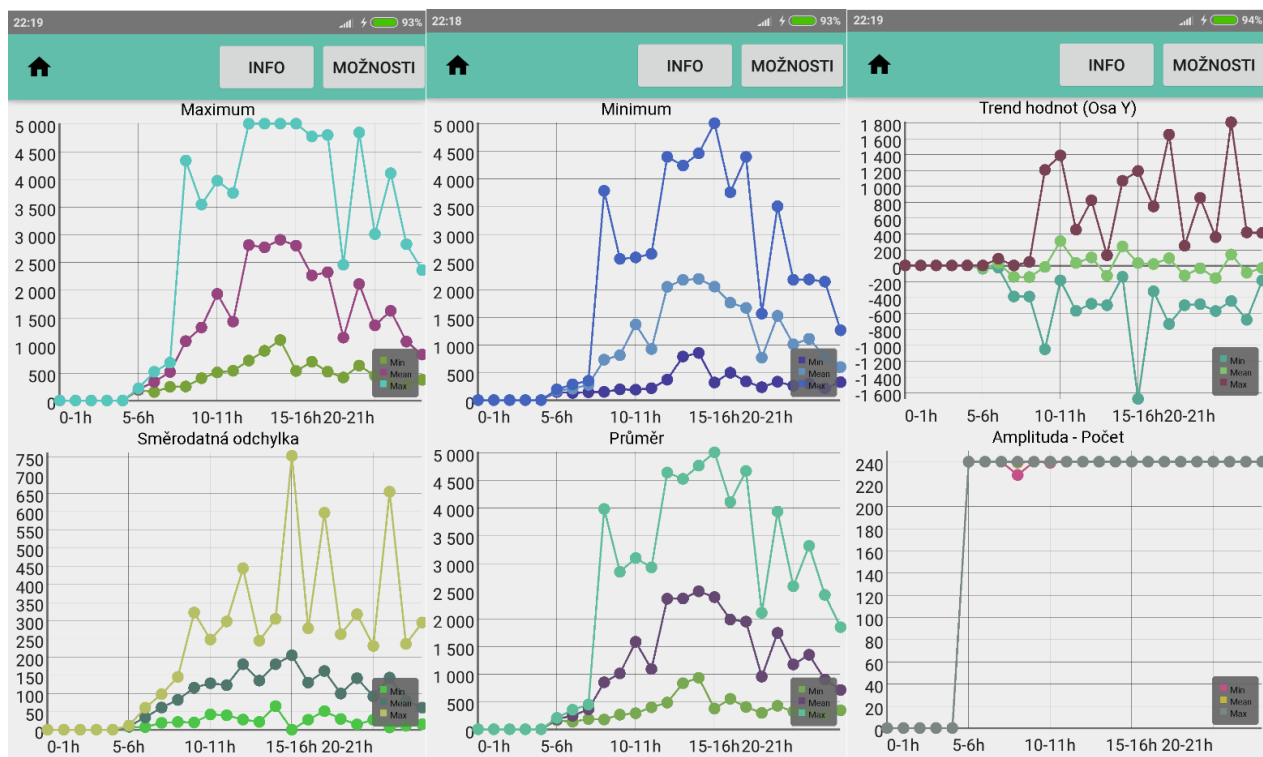 22:19 93%
INFO MOŽNOSTI
Maximum
5 000
4 500
4 000
3 500
3 000
2 500
2 000
1 500
1 000
500
0
Min
Mean
Max
0-1h 5-6h 10-11h 15-16h 20-21h
Směrodatná odchylka
750
650
550
500
450
400
350
300
250
200
150
100
50
0
Min
Mean
Max
0-1h 5-6h 10-11h 15-16h 20-21h
22:18 93%
INFO MOŽNOSTI
Minimum
5 000
4 500
4 000
3 500
3 000
2 500
2 000
1 500
1 000
500
0
Min
Mean
Max
0-1h 5-6h 10-11h 15-16h 20-21h
Průměr
5 000
4 500
4 000
3 500
3 000
2 500
2 000
1 500
1 000
500
0
Min
Mean
Max
0-1h 5-6h 10-11h 15-16h 20-21h
22:19 94%
INFO MOŽNOSTI
Trend hodnot (Osa Y)
1 800
1 400
1 200
1 000
800
600
400
200
0
-200
-400
-600
-800
-1 000
-1 200
-1 400
-1 600
Min
Mean
Max
0-1h 5-6h 10-11h 15-16h 20-21h
Amplituda - Počet
240
220
200
180
160
140
120
100
80
60
40
20
0
Min
Mean
Max
0-1h 5-6h 10-11h 15-16h 20-21h